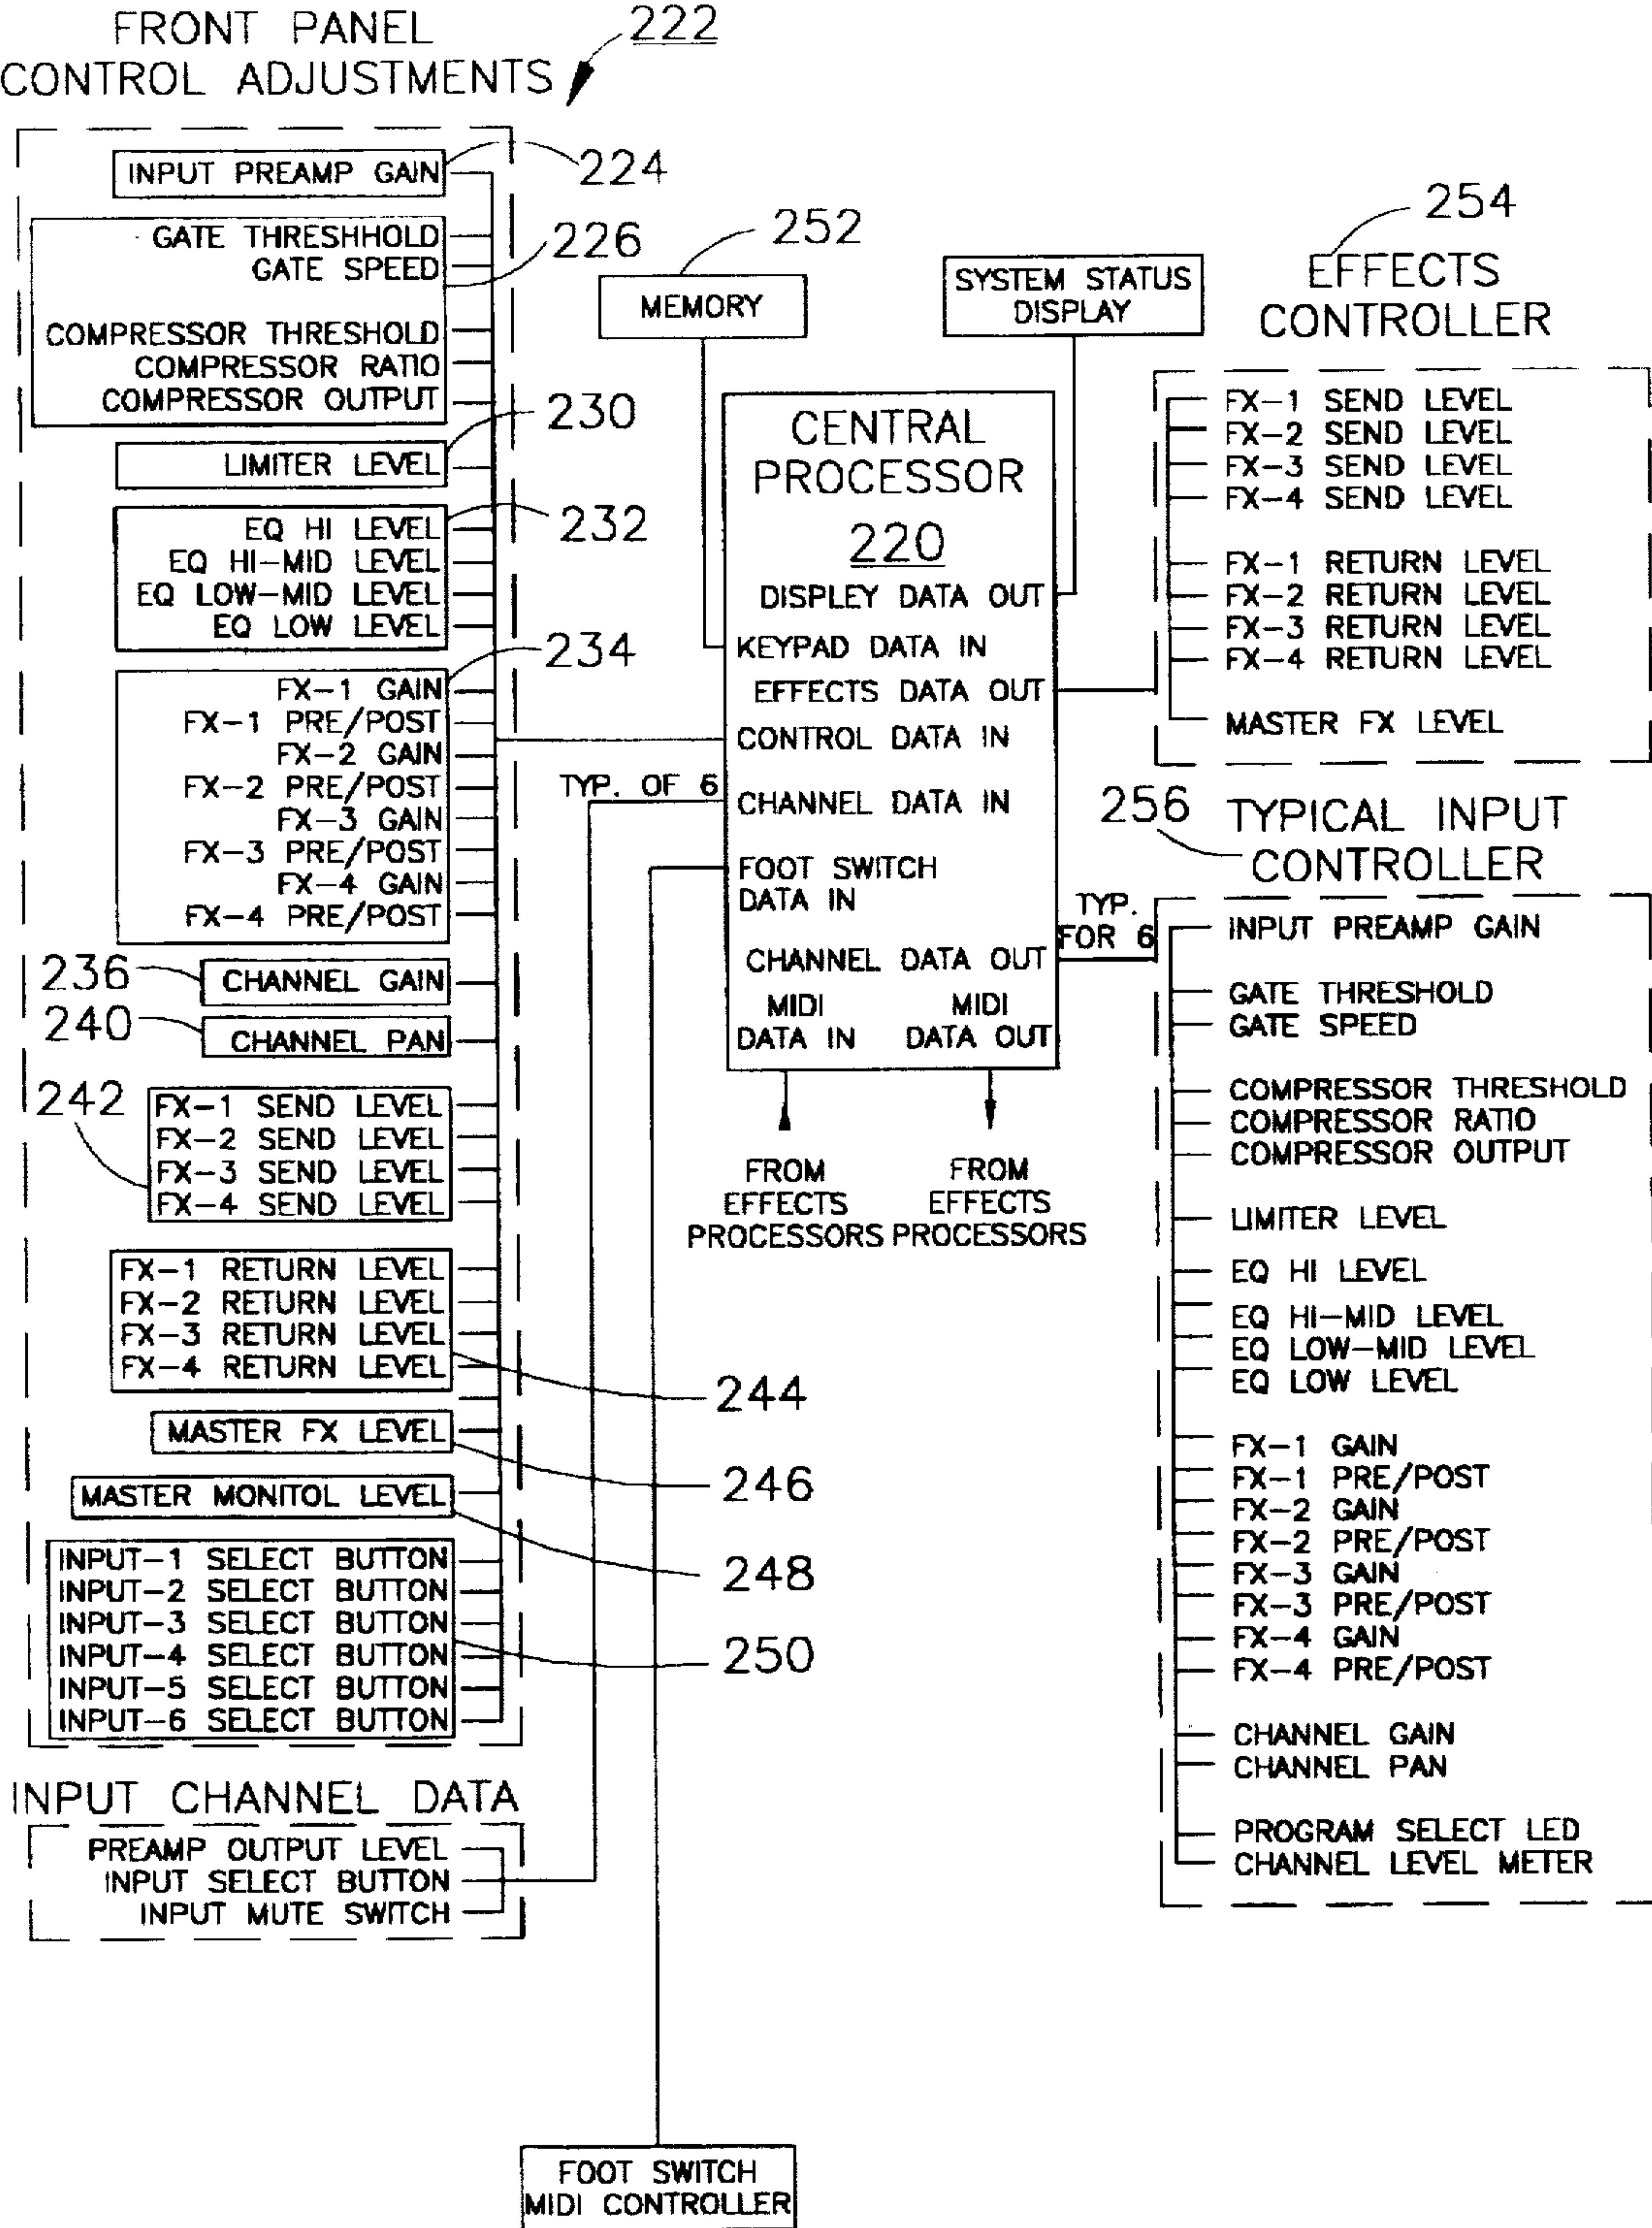 FRONT PANEL
CONTROL ADJUSTMENTS
222
INPUT PREAMP GAIN
224
GATE THRESHHOLD
GATE SPEED
226
COMPRESSOR THRESHOLD
COMPRESSOR RATIO
COMPRESSOR OUTPUT
LIMITER LEVEL
230
EQ HI LEVEL
EQ HI-MID LEVEL
EQ LOW-MID LEVEL
EQ LOW LEVEL
232
FX-1 GAIN
FX-1 PRE/POST
FX-2 GAIN
FX-2 PRE/POST
FX-3 GAIN
FX-3 PRE/POST
FX-4 GAIN
FX-4 PRE/POST
234
236
CHANNEL GAIN
240
CHANNEL PAN
242
FX-1 SEND LEVEL
FX-2 SEND LEVEL
FX-3 SEND LEVEL
FX-4 SEND LEVEL
FX-1 RETURN LEVEL
FX-2 RETURN LEVEL
FX-3 RETURN LEVEL
FX-4 RETURN LEVEL
244
MASTER FX LEVEL
246
MASTER MONITOL LEVEL
248
INPUT-1 SELECT BUTTON
INPUT-2 SELECT BUTTON
INPUT-3 SELECT BUTTON
INPUT-4 SELECT BUTTON
INPUT-5 SELECT BUTTON
INPUT-6 SELECT BUTTON
250
INPUT CHANNEL DATA
PREAMP OUTPUT LEVEL
INPUT SELECT BUTTON
INPUT MUTE SWITCH
252
MEMORY
SYSTEM STATUS
DISPLAY
CENTRAL
PROCESSOR
220
DISPLEY DATA OUT
KEYPAD DATA IN
EFFECTS DATA OUT
CONTROL DATA IN
TYP. OF 6
CHANNEL DATA IN
FOOT SWITCH
DATA IN
CHANNEL DATA OUT
TYP.
FOR 6
MIDI
DATA IN
MIDI
DATA OUT
FROM
EFFECTS
PROCESSORS
FROM
EFFECTS
PROCESSORS
FOOT SWITCH
MIDI CONTROLLER
254
EFFECTS
CONTROLLER
FX-1 SEND LEVEL
FX-2 SEND LEVEL
FX-3 SEND LEVEL
FX-4 SEND LEVEL
FX-1 RETURN LEVEL
FX-2 RETURN LEVEL
FX-3 RETURN LEVEL
FX-4 RETURN LEVEL
MASTER FX LEVEL
256
TYPICAL INPUT
CONTROLLER
INPUT PREAMP GAIN
GATE THRESHOLD
GATE SPEED
COMPRESSOR THRESHOLD
COMPRESSOR RATIO
COMPRESSOR OUTPUT
LIMITER LEVEL
EQ HI LEVEL
EQ HI-MID LEVEL
EQ LOW-MID LEVEL
EQ LOW LEVEL
FX-1 GAIN
FX-1 PRE/POST
FX-2 GAIN
FX-2 PRE/POST
FX-3 GAIN
FX-3 PRE/POST
FX-4 GAIN
FX-4 PRE/POST
CHANNEL GAIN
CHANNEL PAN
PROGRAM SELECT LED
CHANNEL LEVEL METER